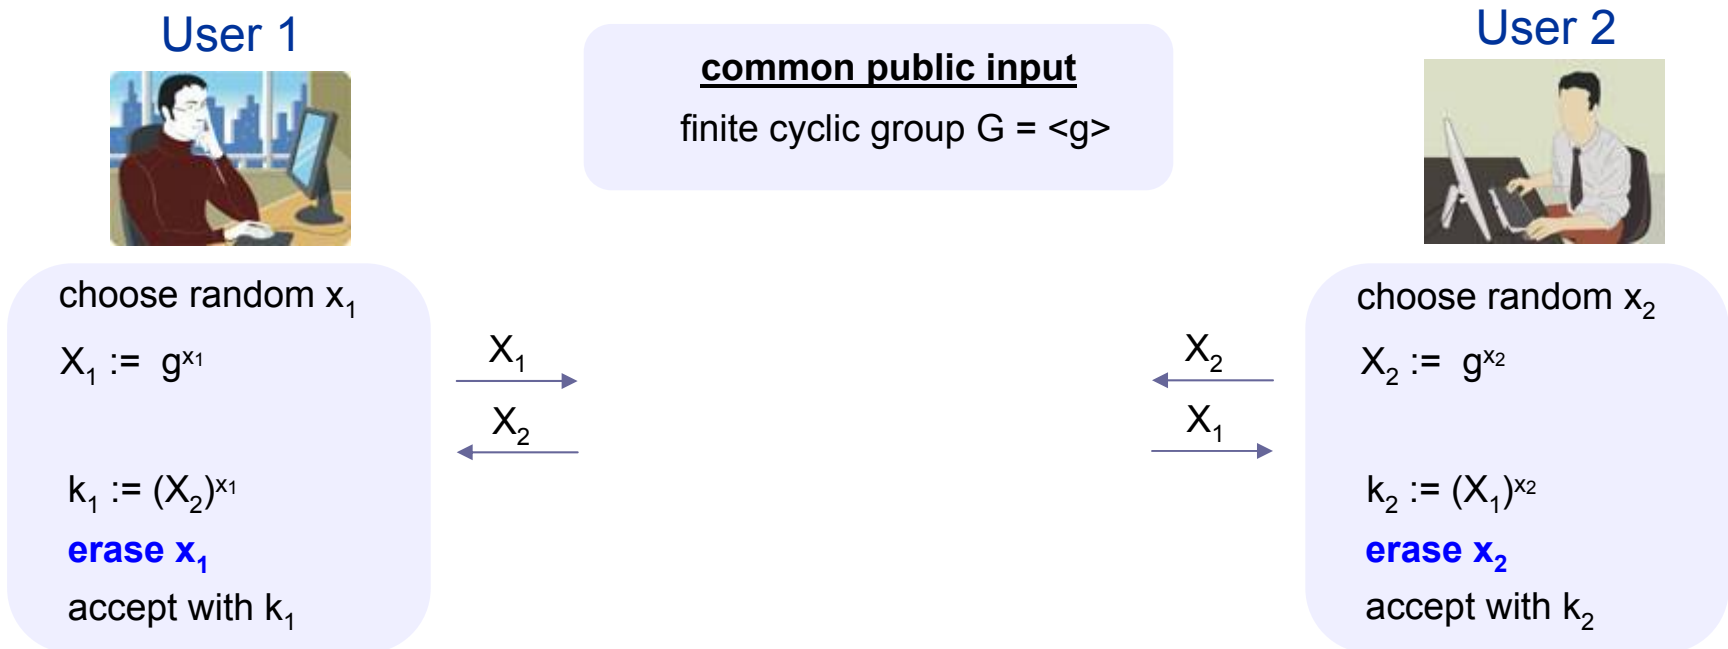 User 1
common public input
finite cyclic group G = <g>
User 2
choose random x₁
X₁ := g^x₁
k₁ := (X₂)^x₁
erase x₁
accept with k₁
X₁
X₂
X₂
X₁
choose random x₂
X₂ := g^x₂
k₂ := (X₁)^x₂
erase x₂
accept with k₂